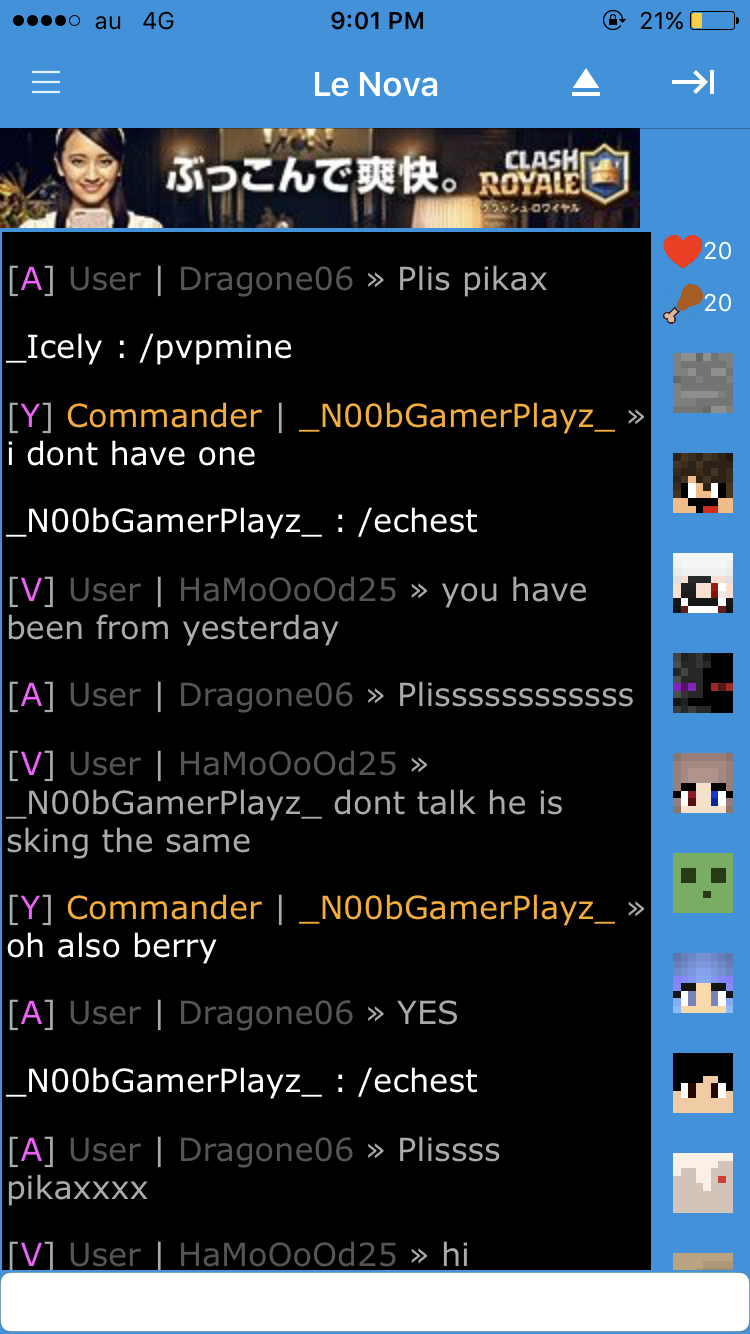 au 4G 9:01 PM 21%
Le Nova
ぶっこんで爽快。
CLASH
ROYALE
クラッシュ・ロワイヤル
20
20
[A] User | Dragone06 » Plis pikax
_Icely : /pvpmine
[Y] Commander | _N00bGamerPlayz_ »
i dont have one
_N00bGamerPlayz_ : /echest
[V] User | HaMoOoOd25 » you have
been from yesterday
[A] User | Dragone06 » Plissssssssssss
[V] User | HaMoOoOd25 »
_N00bGamerPlayz_ dont talk he is
sking the same
[Y] Commander | _N00bGamerPlayz_ »
oh also berry
[A] User | Dragone06 » YES
_N00bGamerPlayz_ : /echest
[A] User | Dragone06 » Plissss
pikaxxxx
[V] User | HaMoOoOd25 » hi